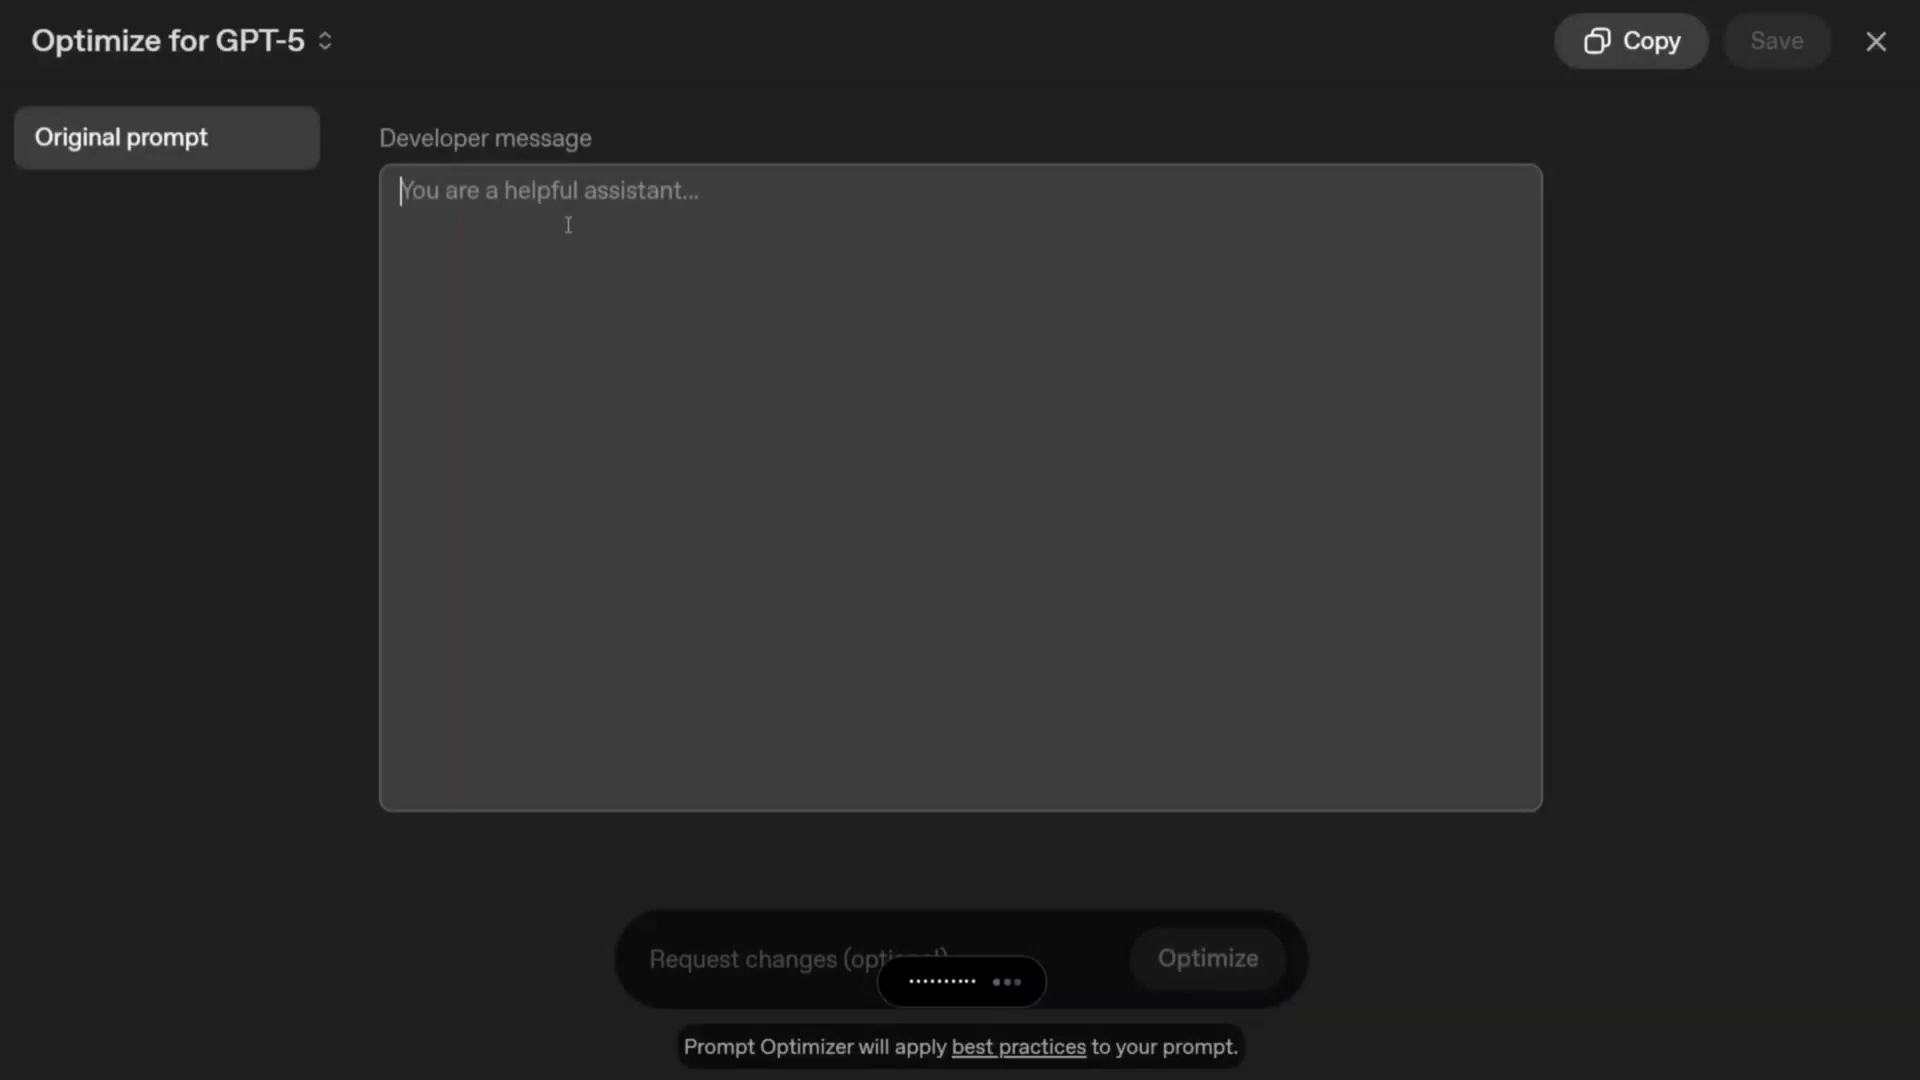 Optimize for GPT-5
Copy
Save
Original prompt
Developer message
You are a helpful assistant...
Request changes (optional)
Optimize
Prompt Optimizer will apply best practices to your prompt.